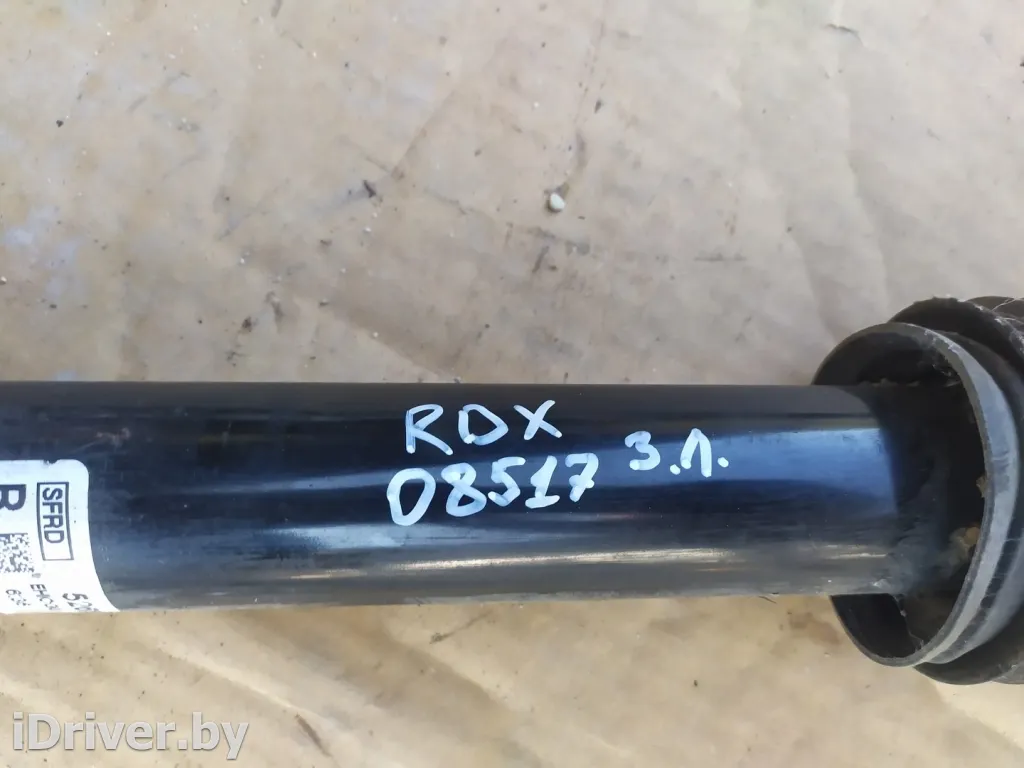 RDX
08517 З.Л.
SFRD
iDriver.by